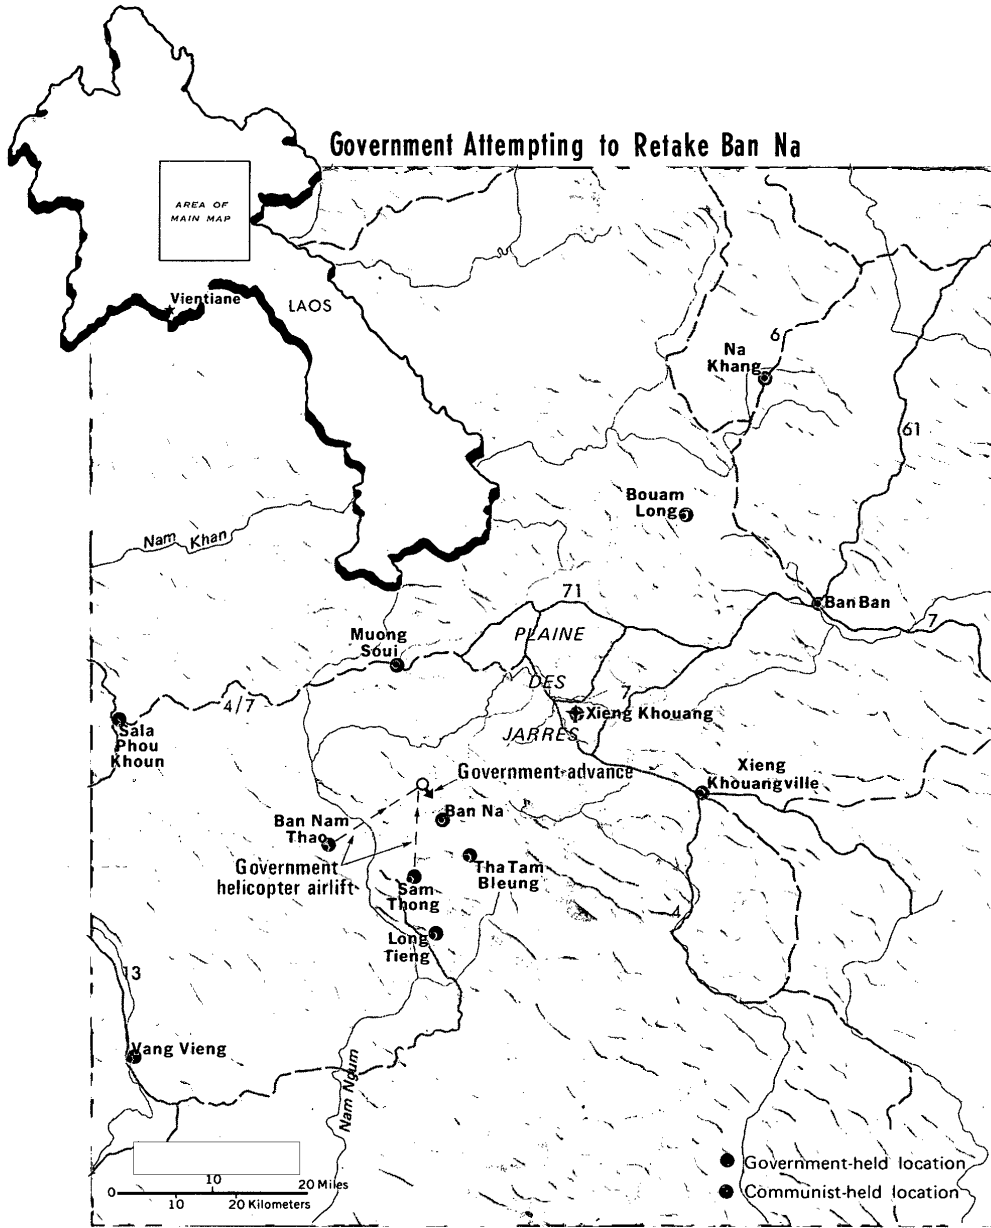 Government Attempting to Retake Ban Na
AREA OF
MAIN MAP
Vientiane
LAOS
6
Na
Khang
61
Bouam
Long
Nam Khan
71
Ban Ban
7
Muong
Soui
PLAINE
DES
JARRES
4/7
7
Xieng Khouang
Sala
Phou
Khoun
Xieng
Khouangville
Government advance
Ban Nam
Thao
Ban Na
Government
helicopter airlift
Tha Tam
Bleung
Sam
Thong
4
Long
Tieng
13
Vang Vieng
Nam Ngum
Government-held location
Communist-held location
0 10 20 Miles
10 20 Kilometers